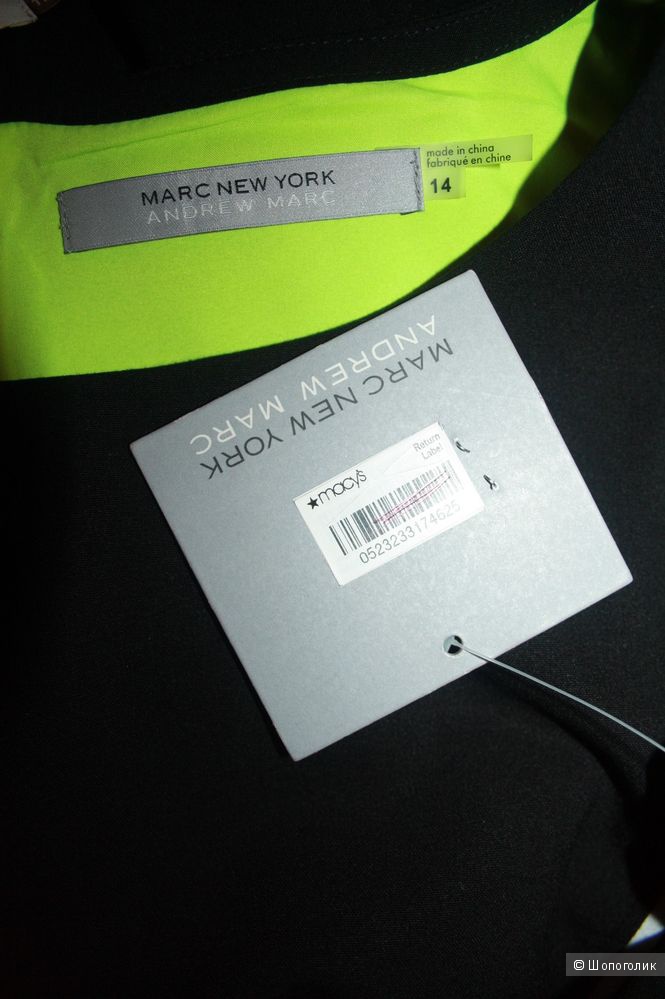 made in china
fabriqué en chine
14
MARC NEW YORK
ANDREW MARC
MARC NEW YORK
ANDREW MARC
Return
Label
macy's
0523233174625
© Шопоголик